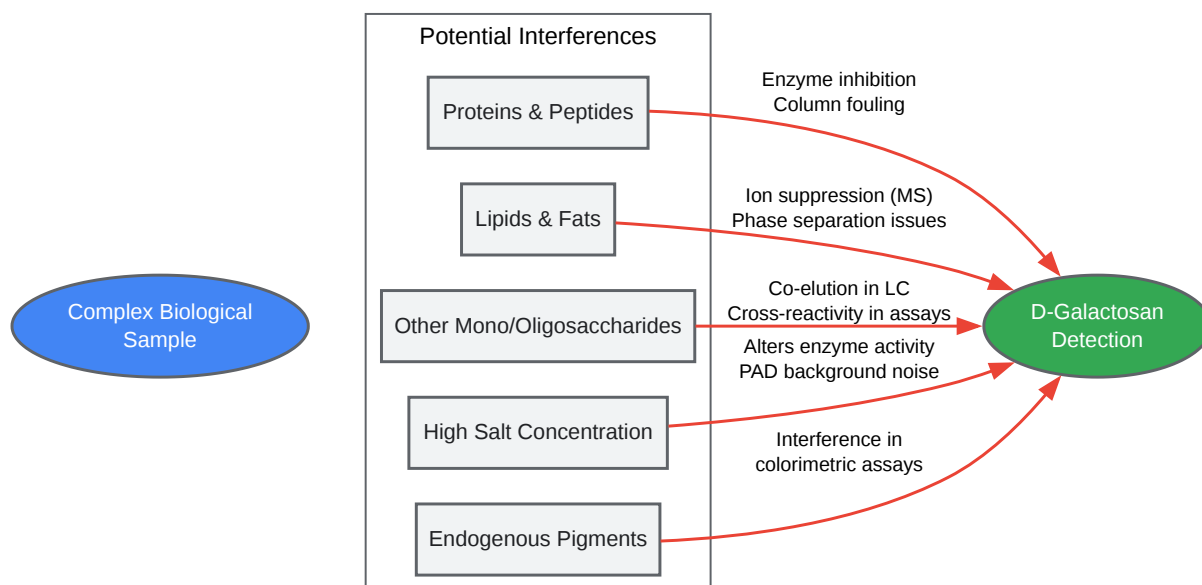 Potential Interferences
Proteins & Peptides
Enzyme inhibition
Column fouling
Lipids & Fats
Ion suppression (MS)
Phase separation issues
Complex Biological
Sample
Other Mono/Oligosaccharides
Co-elution in LC
Cross-reactivity in assays
D-Galactosan
Detection
Alters enzyme activity
PAD background noise
High Salt Concentration
Interference in
colorimetric assays
Endogenous Pigments